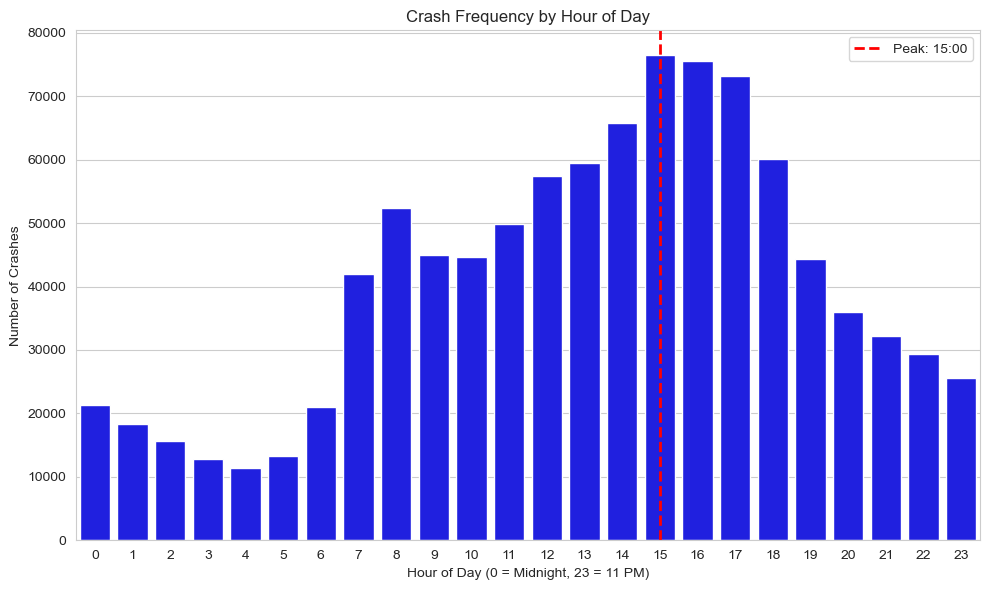 Crash Frequency by Hour of Day
Peak: 15:00
Number of Crashes
80000
70000
60000
50000
40000
30000
20000
10000
0
0 1 2 3 4 5 6 7 8 9 10 11 12 13 14 15 16 17 18 19 20 21 22 23
Hour of Day (0 = Midnight, 23 = 11 PM)